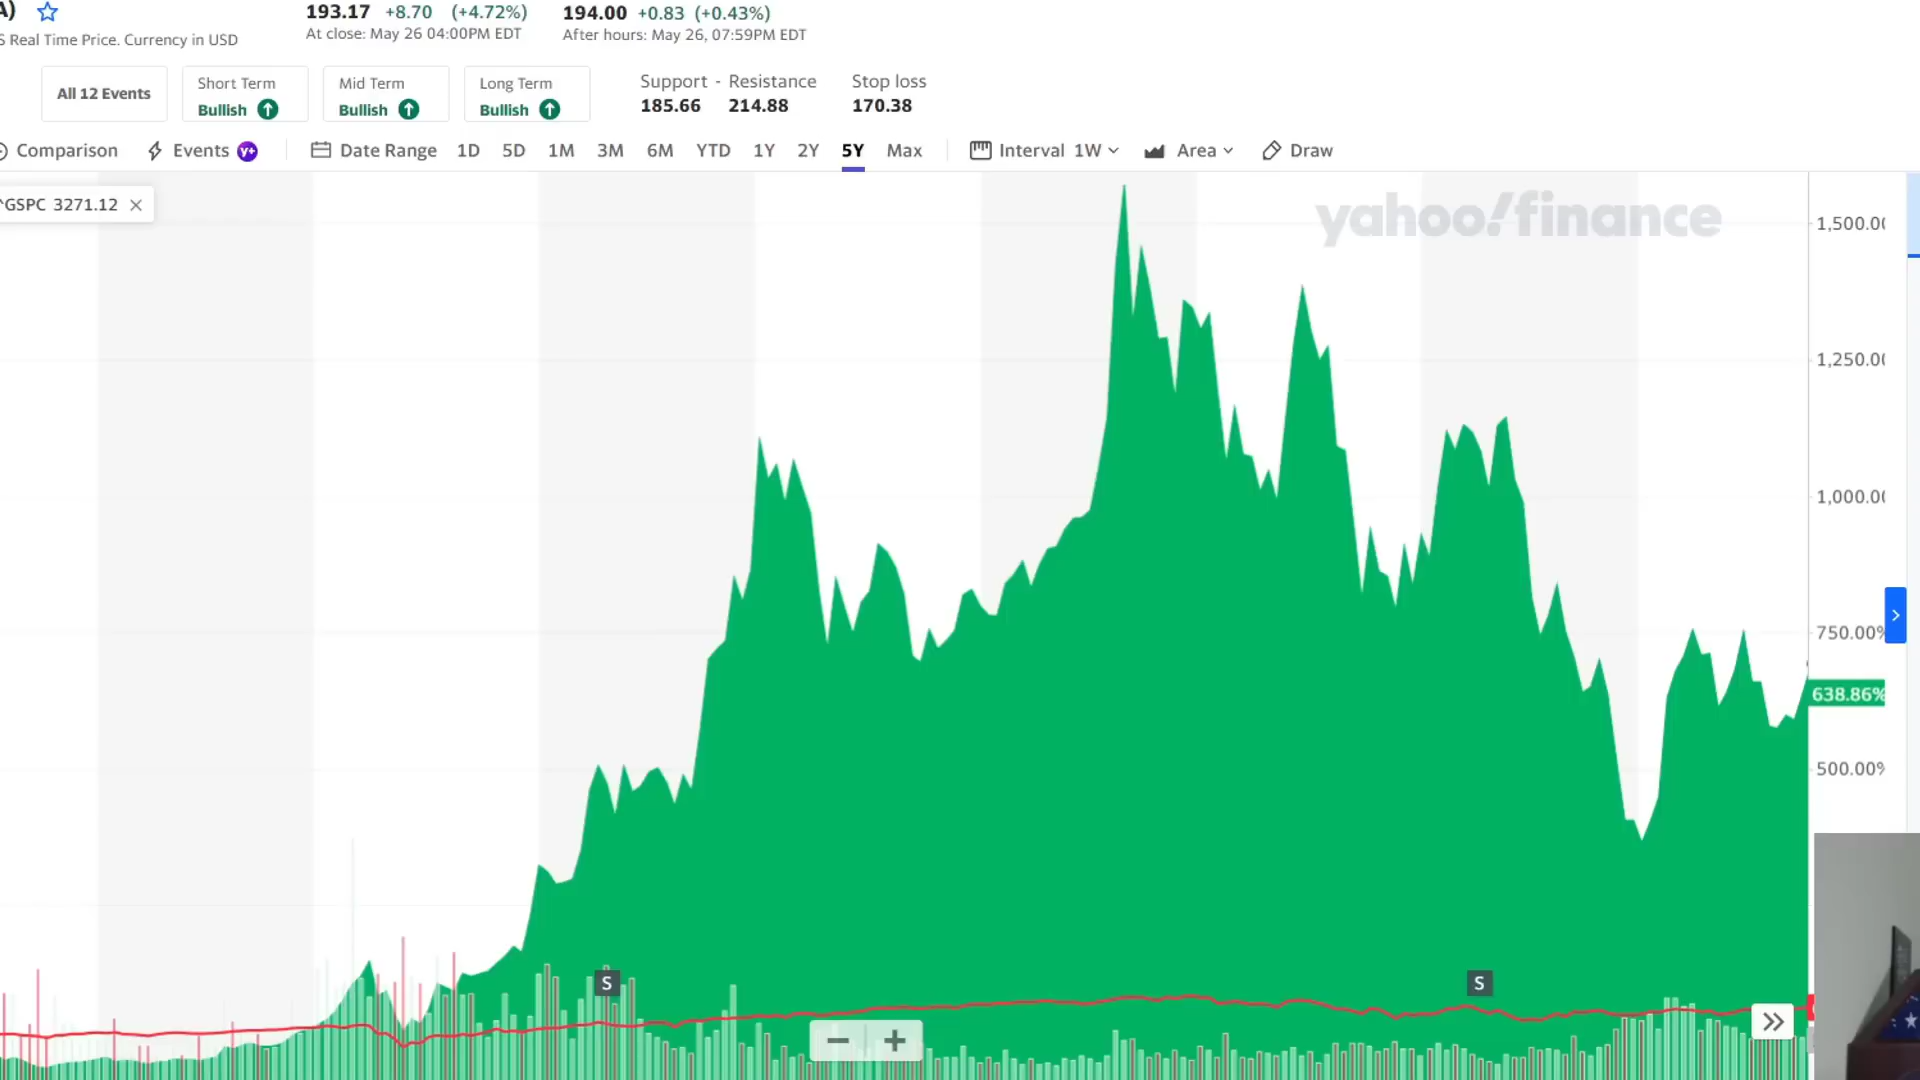 A)
193.17 +8.70 (+4.72%) 194.00 +0.83 (+0.43%)
S Real Time Price. Currency in USD At close: May 26 04:00PM EDT After hours: May 26, 07:59PM EDT
All 12 Events
Short Term
Bullish
Mid Term
Bullish
Long Term
Bullish
Support - Resistance
185.66 214.88
Stop loss
170.38
Comparison Events y+ Date Range 1D 5D 1M 3M 6M YTD 1Y 2Y 5Y Max Interval 1W Area Draw
^GSPC 3271.12 ×
yahoo!finance
1,500.00
1,250.00
1,000.00
750.00%
638.86%
500.00%
S S